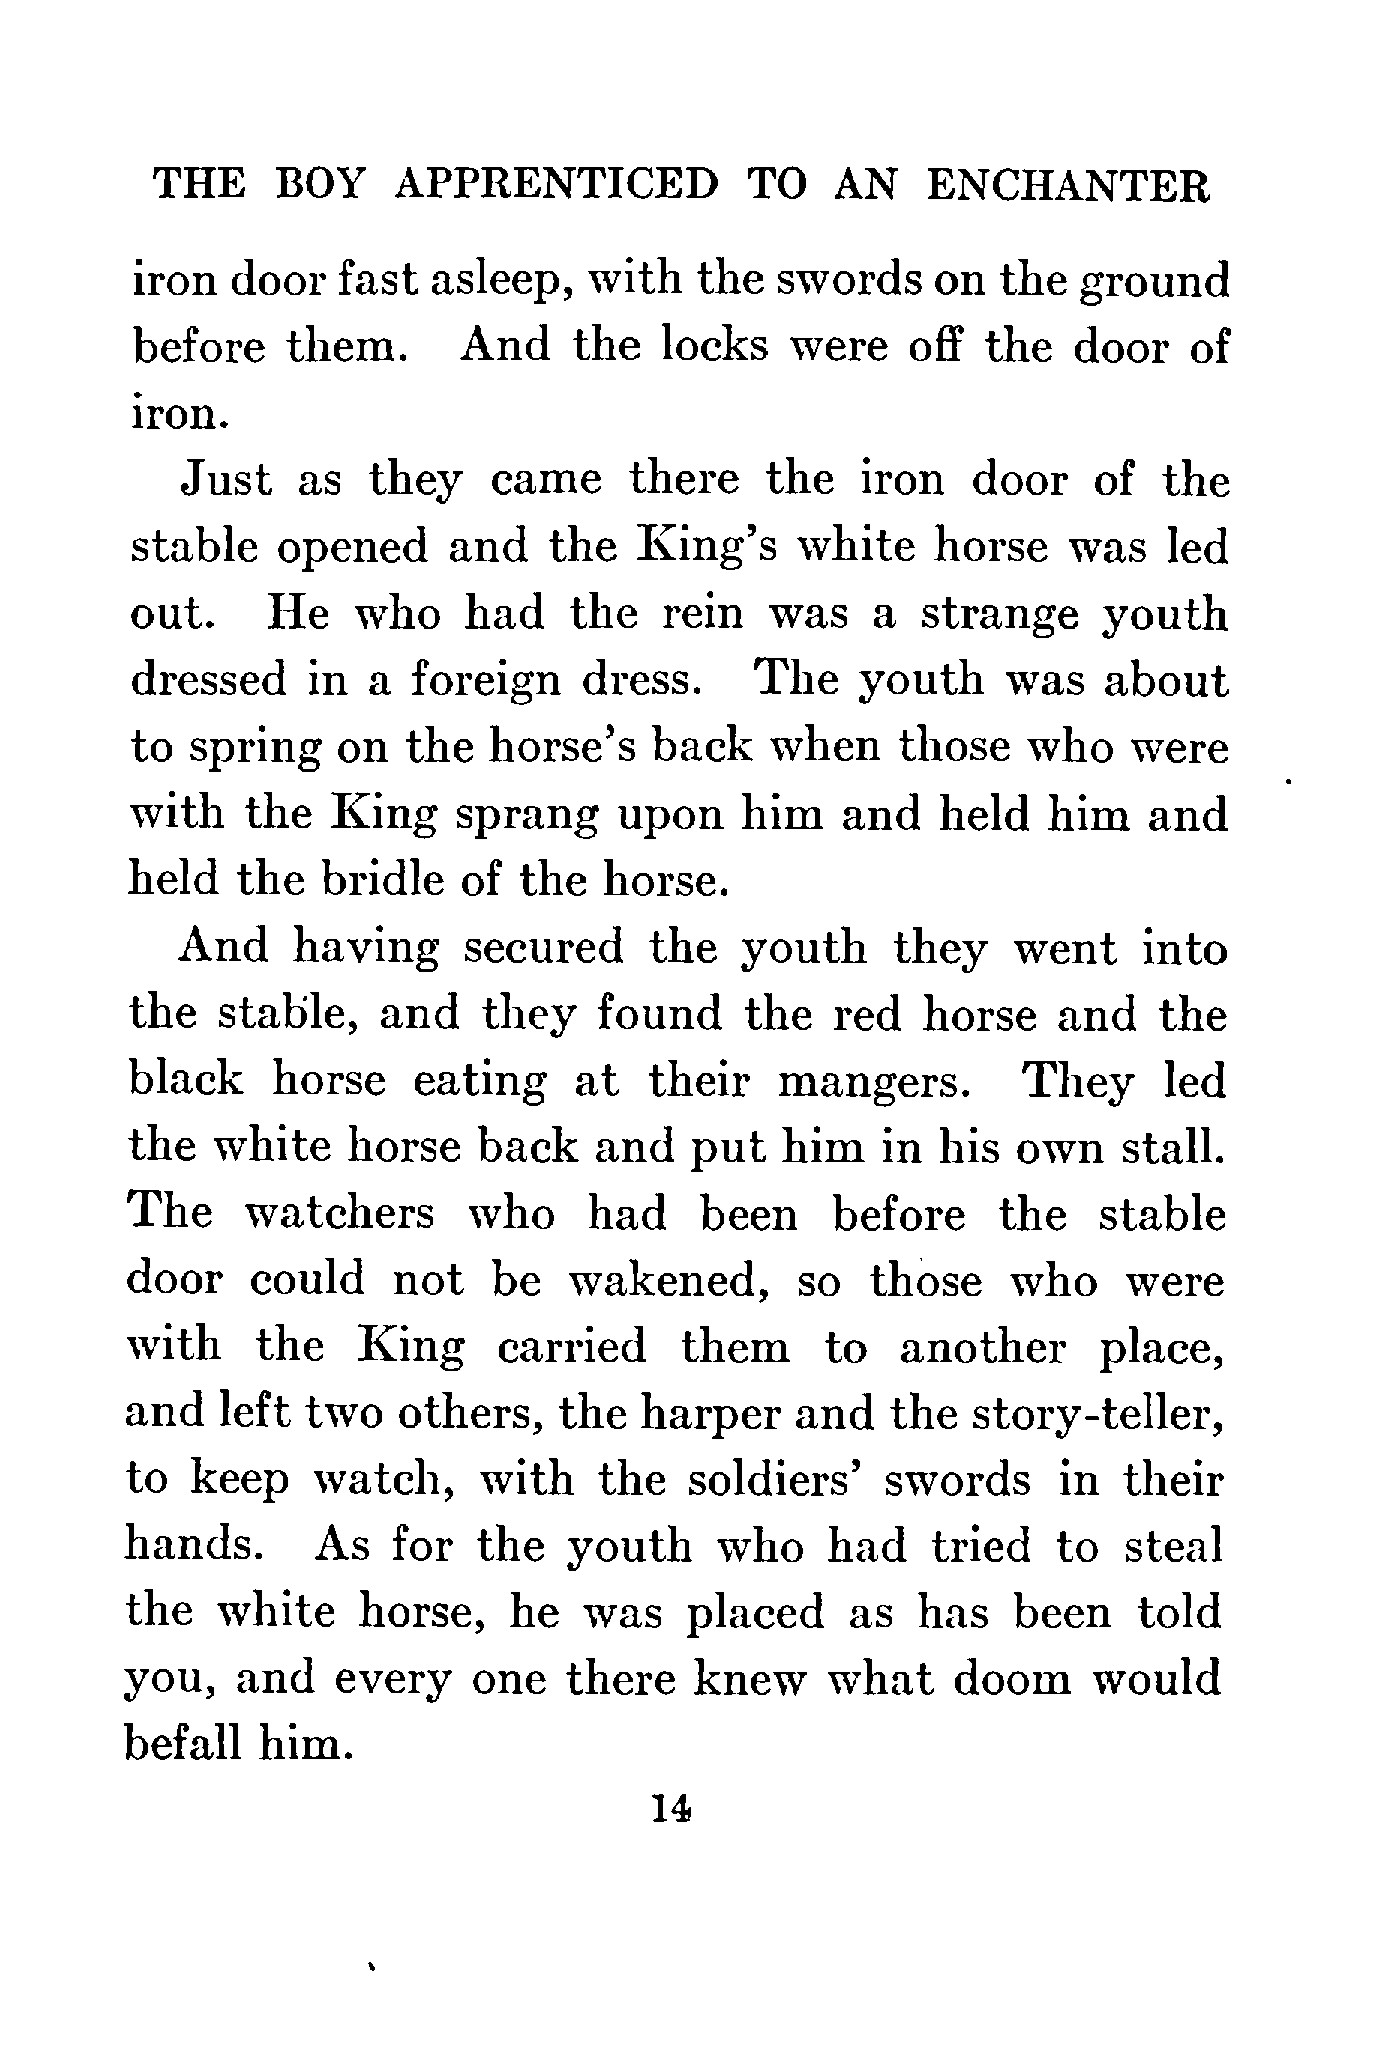 THE BOY APPRENTICED TO AN ENCHANTER
iron door fast asleep, with the swords on the ground
before them. And the locks were off the door of
iron.
Just as they came there the iron door of the
stable opened and the King's white horse was led
out. He who had the rein was a strange youth
dressed in a foreign dress. The youth was about
to spring on the horse's back when those who were
with the King sprang upon him and held him and
held the bridle of the horse.
And having secured the youth they went into
the stable, and they found the red horse and the
black horse eating at their mangers. They led
the white horse back and put him in his own stall.
The watchers who had been before the stable
door could not be wakened, so those who were
with the King carried them to another place,
and left two others, the harper and the story-teller,
to keep watch, with the soldiers' swords in their
hands. As for the youth who had tried to steal
the white horse, he was placed as has been told
you, and every one there knew what doom would
befall him.
14